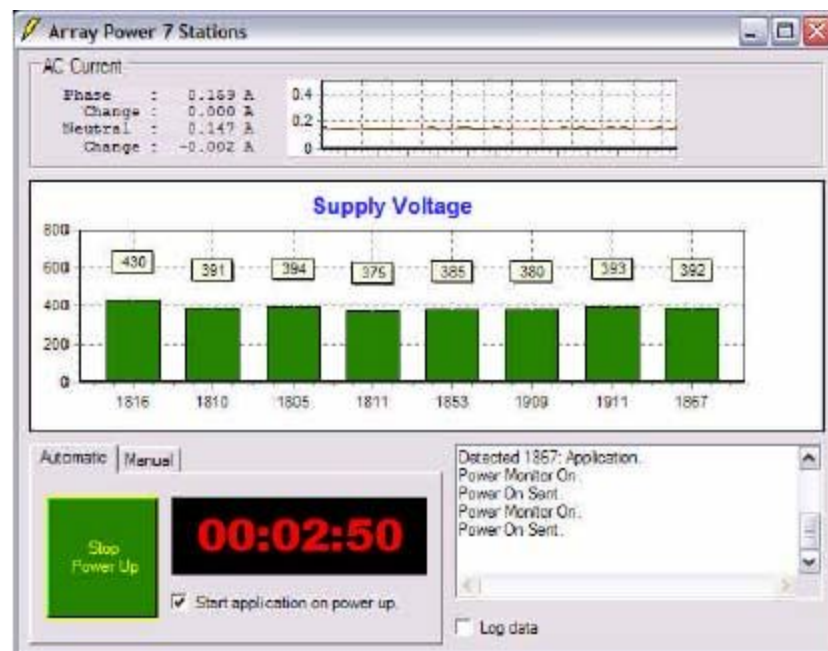 Array Power 7 Stations
AC Current
Phase : 0.169 A
Change : 0.000 A
Neutral : 0.147 A
Change : -0.002 A
0.4
0.2
0
Supply Voltage
800
600
400
200
0
430
391
394
375
385
380
393
392
1816
1810
1805
1811
1853
1909
1911
1867
Automatic
Manual
Stop
Power Up
00:02:50
Start application on power up.
Detected 1867: Application.
Power Monitor On.
Power On Sent.
Power Monitor On.
Power On Sent.
Log data